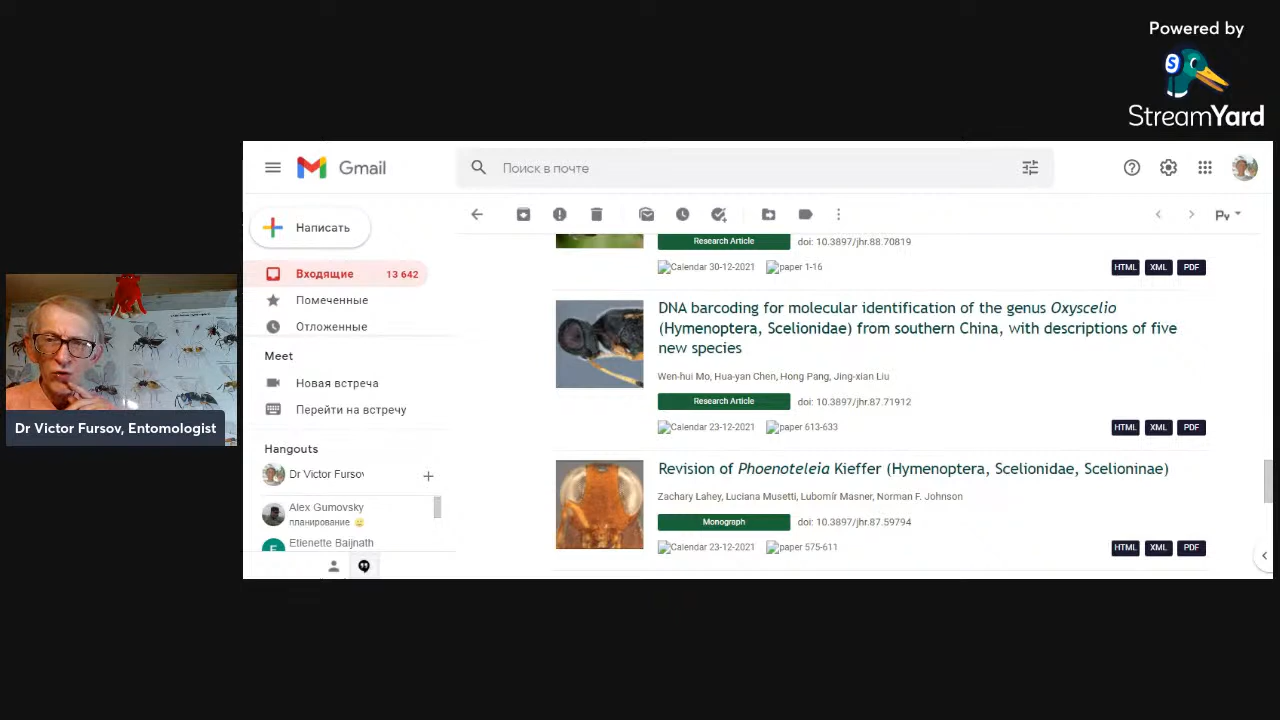 Powered by
S
StreamYard
Gmail
Поиск в почте
Написать
Входящие 13 642
Помеченные
Отложенные
Meet
Новая встреча
Перейти на встречу
Hangouts
Dr Victor Fursov
Alex Gumovsky
планирование
E Etienette Baijnath
Dr Victor Fursov, Entomologist
Ру
Research Article doi: 10.3897/jhr.88.70819
Calendar 30-12-2021 paper 1-16 HTML XML PDF
DNA barcoding for molecular identification of the genus Oxyscelio
(Hymenoptera, Scelionidae) from southern China, with descriptions of five
new species
Wen-hui Mo, Hua-yan Chen, Hong Pang, Jing-xian Liu
Research Article doi: 10.3897/jhr.87.71912
Calendar 23-12-2021 paper 613-633 HTML XML PDF
Revision of Phoenoteleia Kieffer (Hymenoptera, Scelionidae, Scelioninae)
Zachary Lahey, Luciana Musetti, Lubomír Masner, Norman F. Johnson
Monograph doi: 10.3897/jhr.87.59794
Calendar 23-12-2021 paper 575-611 HTML XML PDF